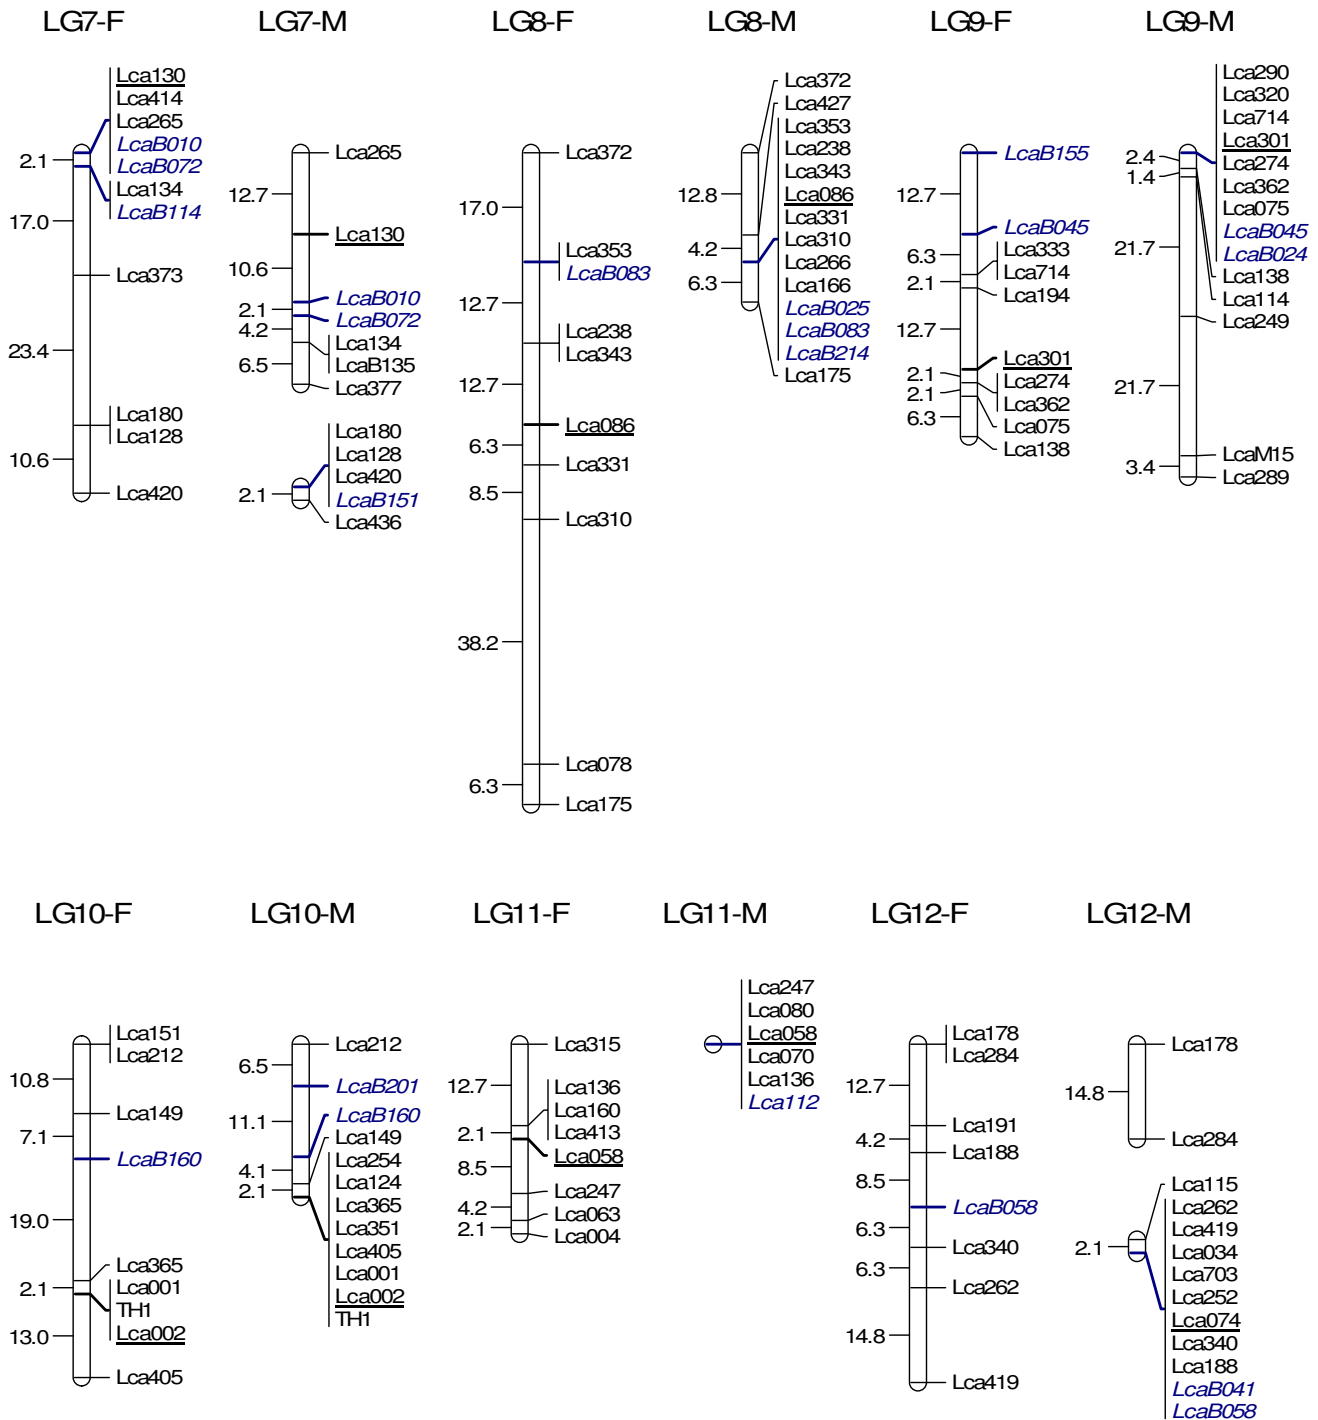 LG7-F
LG7-M
LG8-F
LG8-M
LG9-F
LG9-M
Lca130
Lca414
Lca265
LcaB010
LcaB072
Lca134
LcaB114
Lca373
Lca180
Lca128
Lca420
2.1
17.0
23.4
10.6
Lca265
Lca130
LcaB010
LcaB072
Lca134
LcaB135
Lca377
12.7
10.6
2.1
4.2
6.5
Lca180
Lca128
Lca420
LcaB151
Lca436
2.1
Lca372
Lca353
LcaB083
Lca238
Lca343
Lca086
Lca331
Lca310
Lca078
Lca175
17.0
12.7
12.7
6.3
8.5
38.2
6.3
Lca372
Lca427
Lca353
Lca238
Lca343
Lca086
Lca331
Lca310
Lca266
Lca166
LcaB025
LcaB083
LcaB214
Lca175
12.8
4.2
6.3
LcaB155
LcaB045
Lca333
Lca714
Lca194
Lca301
Lca274
Lca362
Lca075
Lca138
12.7
6.3
2.1
12.7
2.1
2.1
6.3
Lca290
Lca320
Lca714
Lca301
Lca274
Lca362
Lca075
LcaB045
LcaB024
Lca138
Lca114
Lca249
LcaM15
Lca289
2.4
1.4
21.7
21.7
3.4
LG10-F
LG10-M
LG11-F
LG11-M
LG12-F
LG12-M
Lca151
Lca212
Lca149
LcaB160
Lca365
Lca001
TH1
Lca002
Lca405
10.8
7.1
19.0
2.1
13.0
Lca212
LcaB201
LcaB160
Lca149
Lca254
Lca124
Lca365
Lca351
Lca405
Lca001
Lca002
TH1
6.5
11.1
4.1
2.1
Lca315
Lca136
Lca160
Lca413
Lca058
Lca247
Lca063
Lca004
12.7
2.1
8.5
4.2
2.1
Lca247
Lca080
Lca058
Lca070
Lca136
Lca112
Lca178
Lca284
Lca191
Lca188
LcaB058
Lca340
Lca262
Lca419
12.7
4.2
8.5
6.3
6.3
14.8
Lca178
Lca284
14.8
Lca115
Lca262
Lca419
Lca034
Lca703
Lca252
Lca074
Lca340
Lca188
LcaB041
LcaB058
2.1